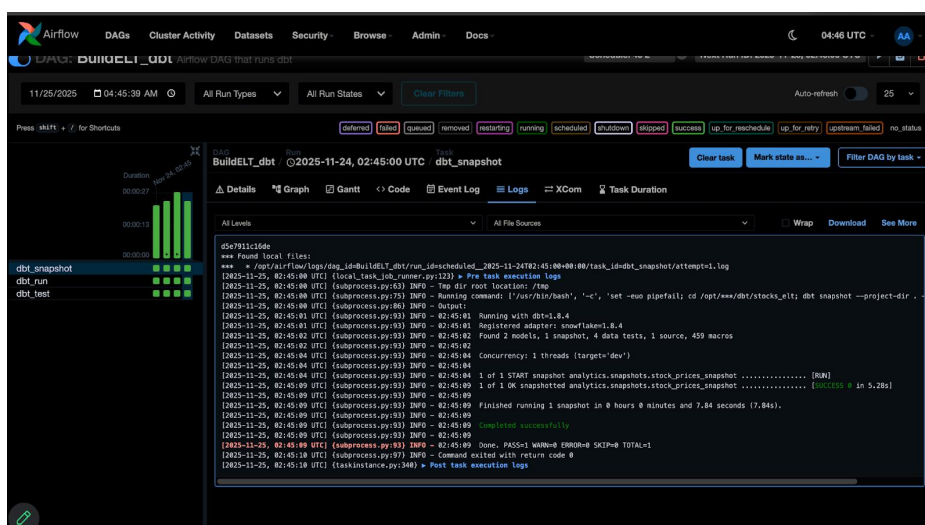 Airflow DAGs Cluster Activity Datasets Security Browse Admin Docs 04:46 UTC AA
DAG: BuildELT_dbt Airflow DAG that runs dbt
11/25/2025 04:45:39 AM All Run Types All Run States Clear Filters Auto-refresh 25
Press shift + / for Shortcuts deferred failed queued removed restarting running scheduled shutdown skipped success up_for_reschedule up_for_retry upstream_failed no_status
DAG Run Task
BuildELT_dbt / 2025-11-24, 02:45:00 UTC / dbt_snapshot Clear task Mark state as... Filter DAG by task
Duration Nov 24, 02:45
00:00:27
00:00:13
00:00:00
dbt_snapshot
dbt_run
dbt_test
Details Graph Gantt Code Event Log Logs XCom Task Duration
All Levels All File Sources Wrap Download See More
d5e7911c16de
*** Found local files:
*** * /opt/airflow/logs/dag_id=BuildELT_dbt/run_id=scheduled__2025-11-24T02:45:00+00:00/task_id=dbt_snapshot/attempt=1.log
[2025-11-25, 02:45:00 UTC] {local_task_job_runner.py:123} ▶ Pre task execution logs
[2025-11-25, 02:45:00 UTC] {subprocess.py:63} INFO - Tmp dir root location: /tmp
[2025-11-25, 02:45:00 UTC] {subprocess.py:75} INFO - Running command: ['/usr/bin/bash', '-c', 'set -euo pipefail; cd /opt/***/dbt/stocks_elt; dbt snapshot --project-dir .
[2025-11-25, 02:45:00 UTC] {subprocess.py:86} INFO - Output:
[2025-11-25, 02:45:01 UTC] {subprocess.py:93} INFO - 02:45:01 Running with dbt=1.8.4
[2025-11-25, 02:45:01 UTC] {subprocess.py:93} INFO - 02:45:01 Registered adapter: snowflake=1.8.4
[2025-11-25, 02:45:02 UTC] {subprocess.py:93} INFO - 02:45:02 Found 2 models, 1 snapshot, 4 data tests, 1 source, 459 macros
[2025-11-25, 02:45:02 UTC] {subprocess.py:93} INFO - 02:45:02
[2025-11-25, 02:45:04 UTC] {subprocess.py:93} INFO - 02:45:04 Concurrency: 1 threads (target='dev')
[2025-11-25, 02:45:04 UTC] {subprocess.py:93} INFO - 02:45:04
[2025-11-25, 02:45:04 UTC] {subprocess.py:93} INFO - 02:45:04 1 of 1 START snapshot analytics.snapshots.stock_prices_snapshot ................ [RUN]
[2025-11-25, 02:45:09 UTC] {subprocess.py:93} INFO - 02:45:09 1 of 1 OK snapshotted analytics.snapshots.stock_prices_snapshot ................ [SUCCESS 0 in 5.28s]
[2025-11-25, 02:45:09 UTC] {subprocess.py:93} INFO - 02:45:09
[2025-11-25, 02:45:09 UTC] {subprocess.py:93} INFO - 02:45:09 Finished running 1 snapshot in 0 hours 0 minutes and 7.84 seconds (7.84s).
[2025-11-25, 02:45:09 UTC] {subprocess.py:93} INFO - 02:45:09
[2025-11-25, 02:45:09 UTC] {subprocess.py:93} INFO - 02:45:09 Completed successfully
[2025-11-25, 02:45:09 UTC] {subprocess.py:93} INFO - 02:45:09
[2025-11-25, 02:45:09 UTC] {subprocess.py:93} INFO - 02:45:09 Done. PASS=1 WARN=0 ERROR=0 SKIP=0 TOTAL=1
[2025-11-25, 02:45:10 UTC] {subprocess.py:97} INFO - Command exited with return code 0
[2025-11-25, 02:45:10 UTC] {taskinstance.py:340} ▶ Post task execution logs